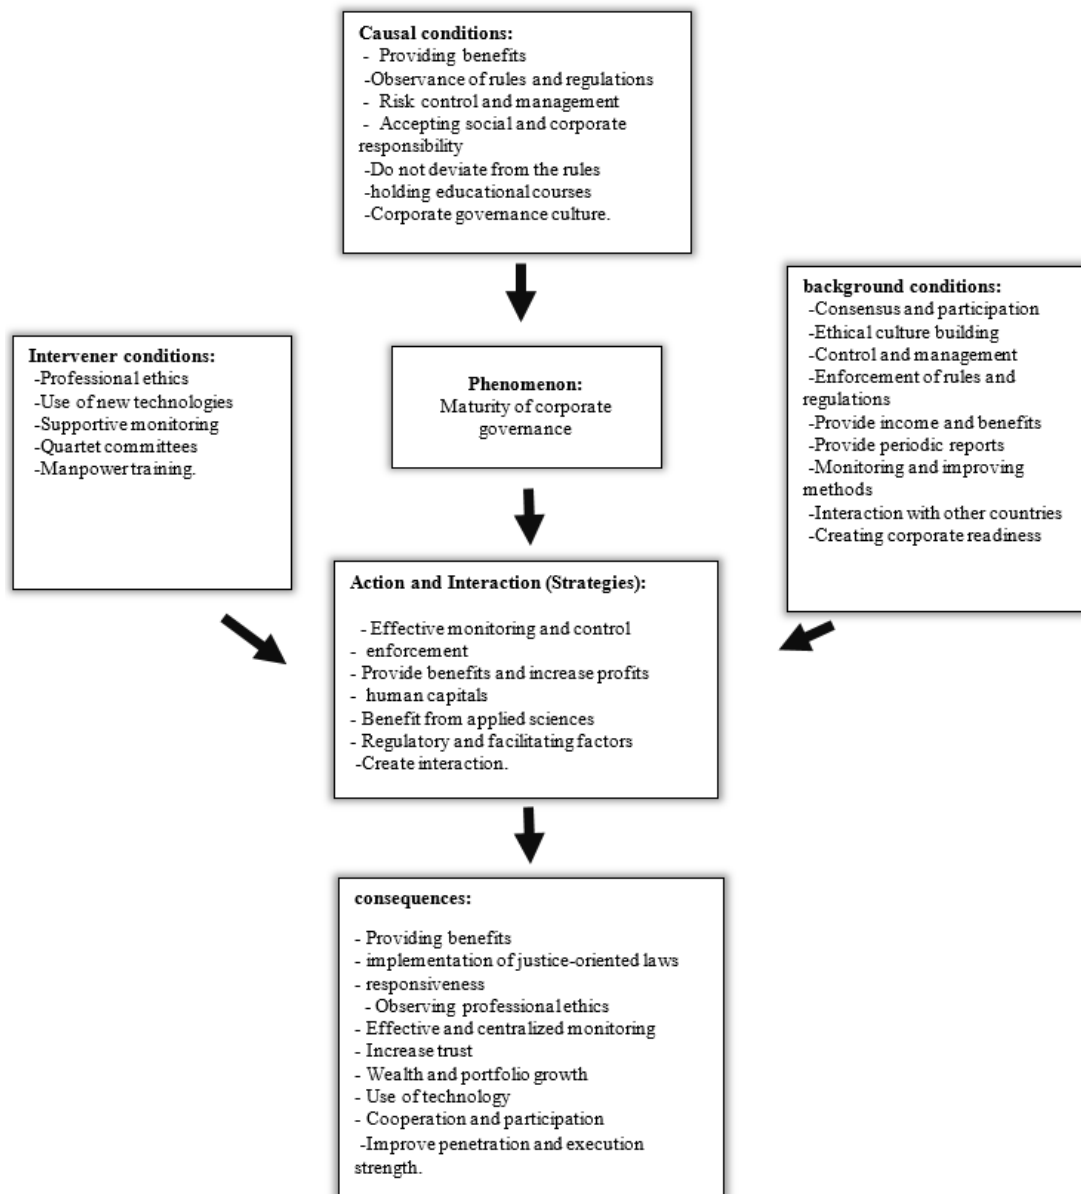 Causal conditions:
- Providing benefits
-Observance of rules and regulations
- Risk control and management
- Accepting social and corporate
responsibility
-Do not deviate from the rules
-holding educational courses
-Corporate governance culture.
Intervener conditions:
-Professional ethics
-Use of new technologies
-Supportive monitoring
-Quartet committees
-Manpower training.
Phenomenon:
Maturity of corporate
governance
background conditions:
-Consensus and participation
-Ethical culture building
-Control and management
-Enforcement of rules and
regulations
-Provide income and benefits
-Provide periodic reports
-Monitoring and improving
methods
-Interaction with other countries
-Creating corporate readiness
Action and Interaction (Strategies):
- Effective monitoring and control
- enforcement
- Provide benefits and increase profits
- human capitals
- Benefit from applied sciences
- Regulatory and facilitating factors
-Create interaction.
consequences:
- Providing benefits
- implementation of justice-oriented laws
- responsiveness
- Observing professional ethics
- Effective and centralized monitoring
- Increase trust
- Wealth and portfolio growth
- Use of technology
- Cooperation and participation
-Improve penetration and execution
strength.